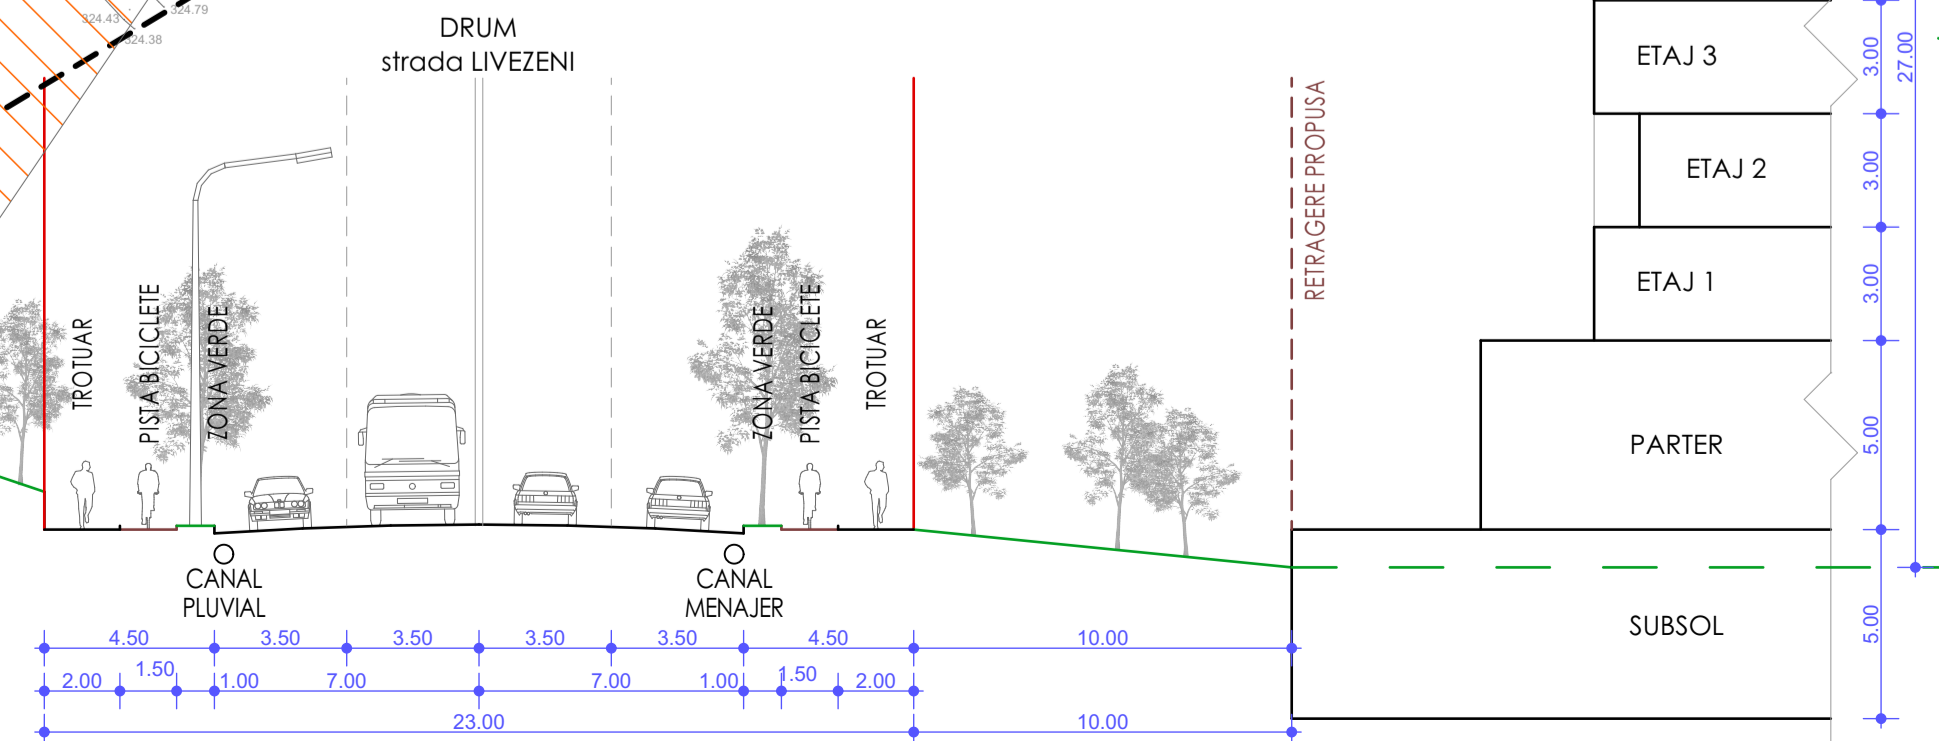 324.43
324.79
324.38
DRUM
strada LIVEZENI
TROTUAR
PISTA BICICLETE
ZONA VERDE
ZONA VERDE
PISTA BICICLETE
TROTUAR
RETRAGERE PROPUSA
ETAJ 3
ETAJ 2
ETAJ 1
PARTER
SUBSOL
3.00
27.00
3.00
3.00
5.00
5.00
CANAL
PLUVIAL
CANAL
MENAJER
4.50 3.50 3.50 3.50 3.50 4.50 10.00
2.00 1.50 1.00 7.00 7.00 1.00 1.50 2.00
23.00 10.00